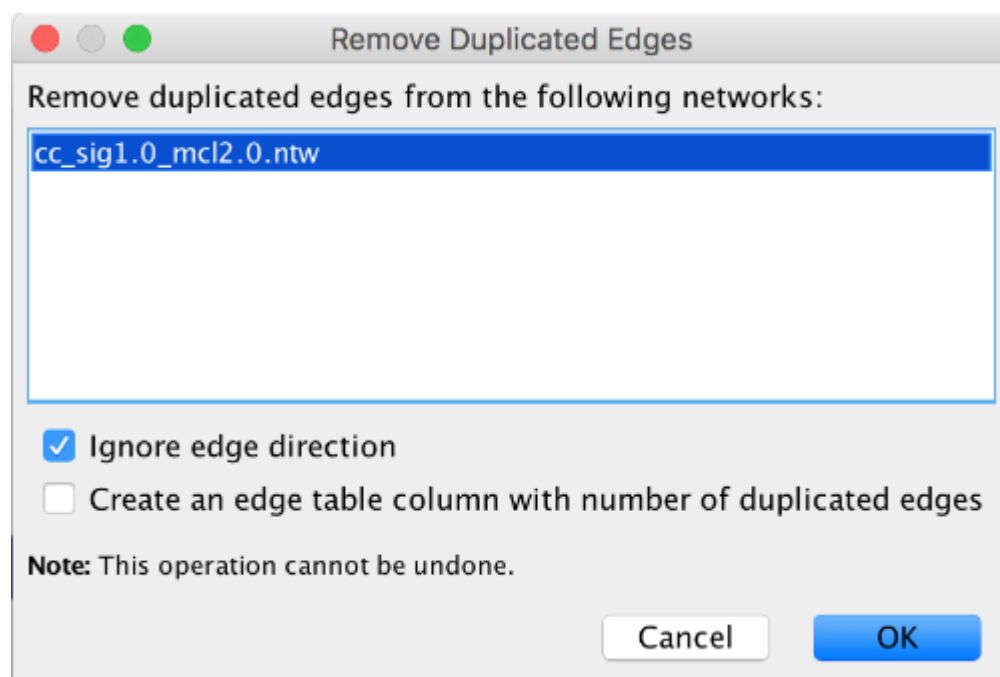 Remove Duplicated Edges
Remove duplicated edges from the following networks:
cc_sig1.0_mcl2.0.ntw
Ignore edge direction
Create an edge table column with number of duplicated edges
Note: This operation cannot be undone.
Cancel OK